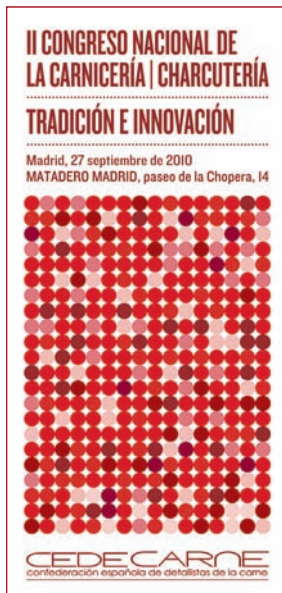 II CONGRESO NACIONAL DE
LA CARNICERÍA | CHARCUTERÍA
TRADICIÓN E INNOVACIÓN
Madrid, 27 septiembre de 2010
MATADERO MADRID, paseo de la Chopera, 14
CEDECARNE
confederación española de detallistas de la carne